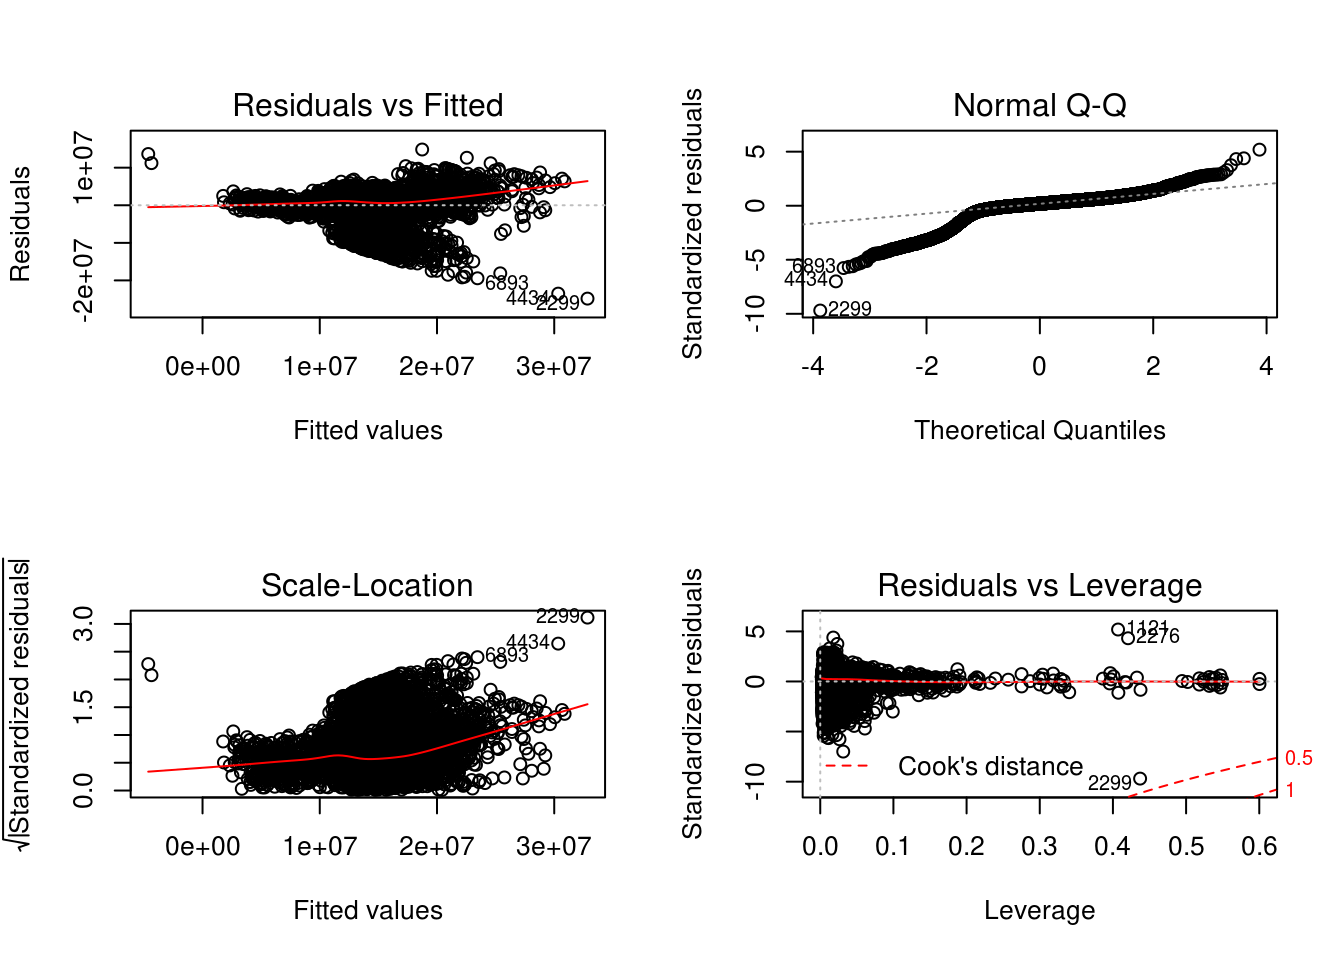 Residuals vs Fitted
Residuals
1e+07
-2e+07
6893
4434
2299
0e+00 1e+07 2e+07 3e+07
Fitted values
Normal Q-Q
Standardized residuals
5
0
-5
-10
6893
4434
2299
-4 -2 0 2 4
Theoretical Quantiles
Scale-Location
√|Standardized residuals|
3.0
1.5
0.0
2299
4434
6893
0e+00 1e+07 2e+07 3e+07
Fitted values
Residuals vs Leverage
Standardized residuals
5
0
-10
1121
2276
Cook's distance
2299
0.5
1
0.0 0.1 0.2 0.3 0.4 0.5 0.6
Leverage